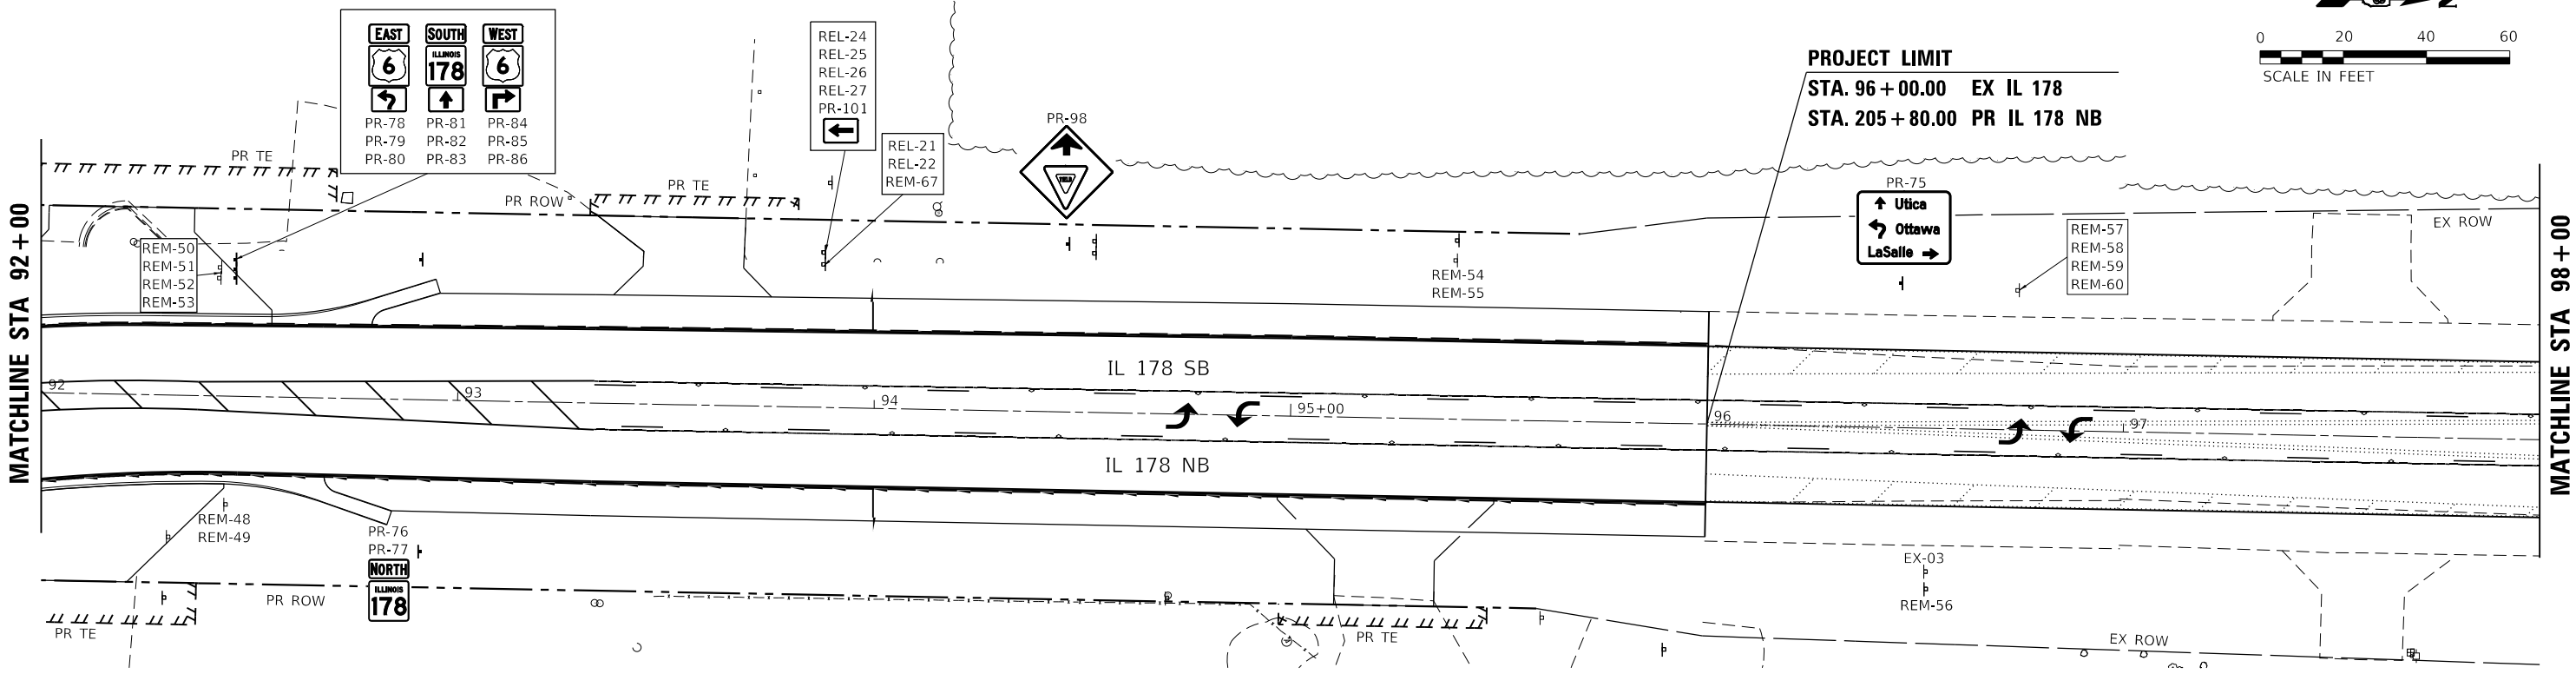 EAST SOUTH WEST
6 ILLINOIS 178 6
PR-78 PR-81 PR-84
PR-79 PR-82 PR-85
PR-80 PR-83 PR-86
REL-24
REL-25
REL-26
REL-27
PR-101
REL-21
REL-22
REM-67
PR-98
YIELD
PROJECT LIMIT
STA. 96+00.00 EX IL 178
STA. 205+80.00 PR IL 178 NB
Z
0 20 40 60
SCALE IN FEET
PR-75
Utica
Ottawa
LaSalle
REM-57
REM-58
REM-59
REM-60
EX ROW
PR TE
PR ROW
PR TE
REM-50
REM-51
REM-52
REM-53
REM-54
REM-55
MATCHLINE STA 92+00
MATCHLINE STA 98+00
IL 178 SB
92
93
94
95+00
96
97
IL 178 NB
REM-48
REM-49
PR-76
PR-77
NORTH
ILLINOIS
178
PR ROW
PR TE
PR TE
EX-03
REM-56
EX ROW